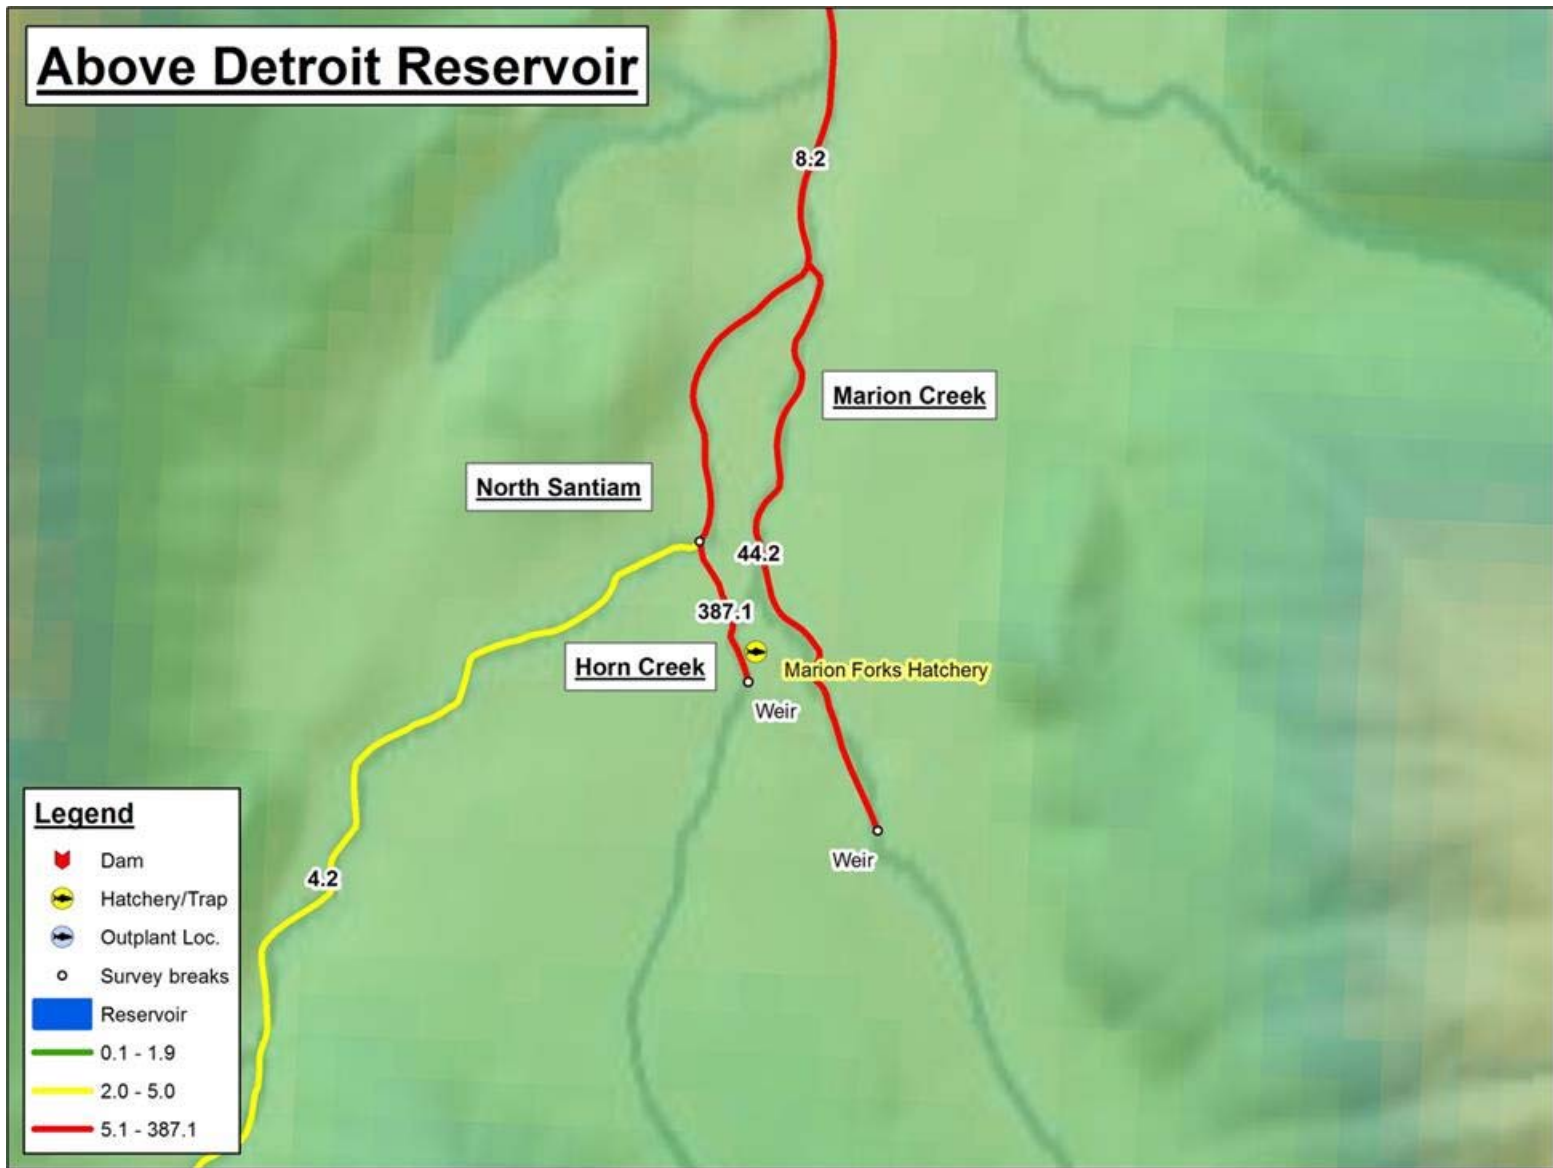 Above Detroit Reservoir
8.2
Marion Creek
North Santiam
44.2
387.1
Horn Creek
Marion Forks Hatchery
Weir
Weir
4.2
Legend
Dam
Hatchery/Trap
Outplant Loc.
Survey breaks
Reservoir
0.1 - 1.9
2.0 - 5.0
5.1 - 387.1